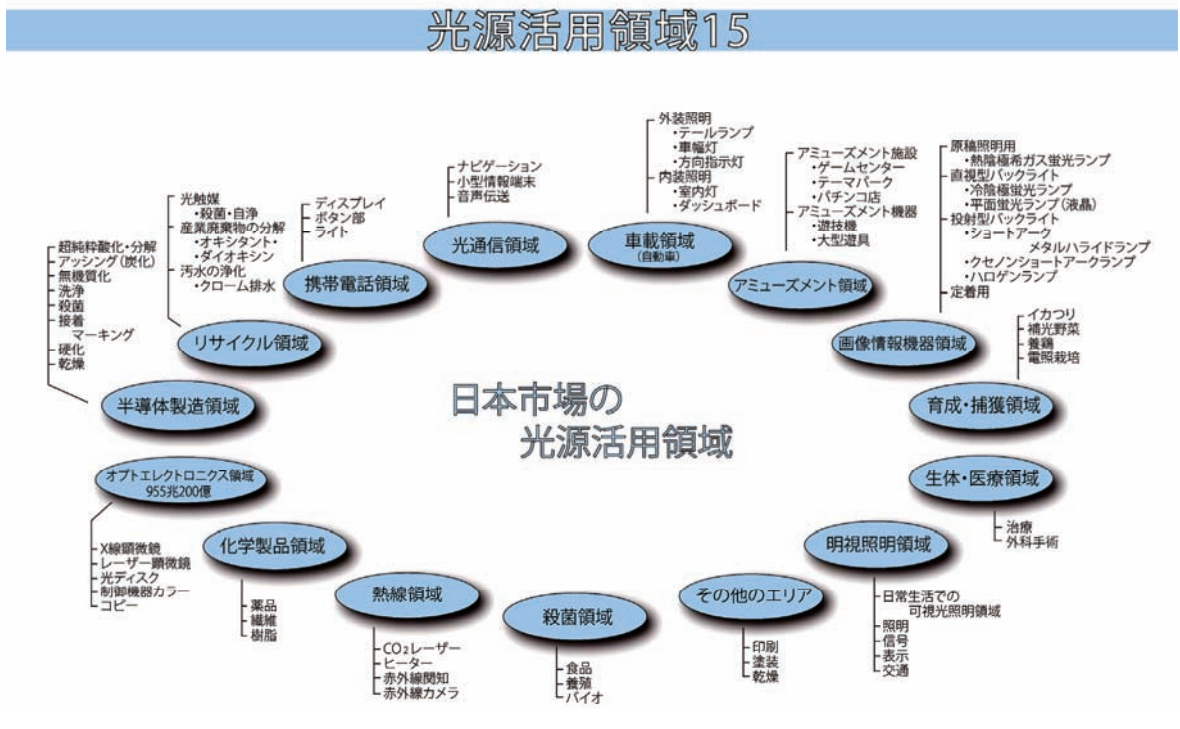 光源活用領域15
日本市場の
光源活用領域
光通信領域
ナビゲーション
小型情報端末
音声伝送
車載領域
(自動車)
外装照明
・テールランプ
・車幅灯
・方向指示灯
内装照明
・室内灯
・ダッシュボード
アミューズメント領域
アミューズメント施設
・ゲームセンター
・テーマパーク
・パチンコ店
アミューズメント機器
・遊技機
・大型遊具
画像情報機器領域
原稿照明用
・熱陰極希ガス蛍光ランプ
直視型バックライト
・冷陰極蛍光ランプ
・平面蛍光ランプ(液晶)
投射型バックライト
・ショートアーク
メタルハライドランプ
・クセノンショートアークランプ
・ハロゲンランプ
定着用
育成・捕獲領域
イカつり
補光野菜
養鶏
電照栽培
生体・医療領域
治療
外科手術
明視照明領域
日常生活での
可視光照明領域
照明
信号
表示
交通
その他のエリア
印刷
塗装
乾燥
殺菌領域
食品
養殖
バイオ
熱線領域
CO₂レーザー
ヒーター
赤外線関知
赤外線カメラ
化学製品領域
薬品
繊維
樹脂
オプトエレクトロニクス領域
955兆200億
X線顕微鏡
レーザー顕微鏡
光ディスク
制御機器カラー
コピー
半導体製造領域
超純粋酸化・分解
アッシング(炭化)
無機質化
洗浄
殺菌
接着
マーキング
硬化
乾燥
リサイクル領域
光触媒
・殺菌・自浄
産業廃棄物の分解
・オキシタント・
・ダイオキシン
汚水の浄化
・クローム排水
携帯電話領域
ディスプレイ
ボタン部
ライト